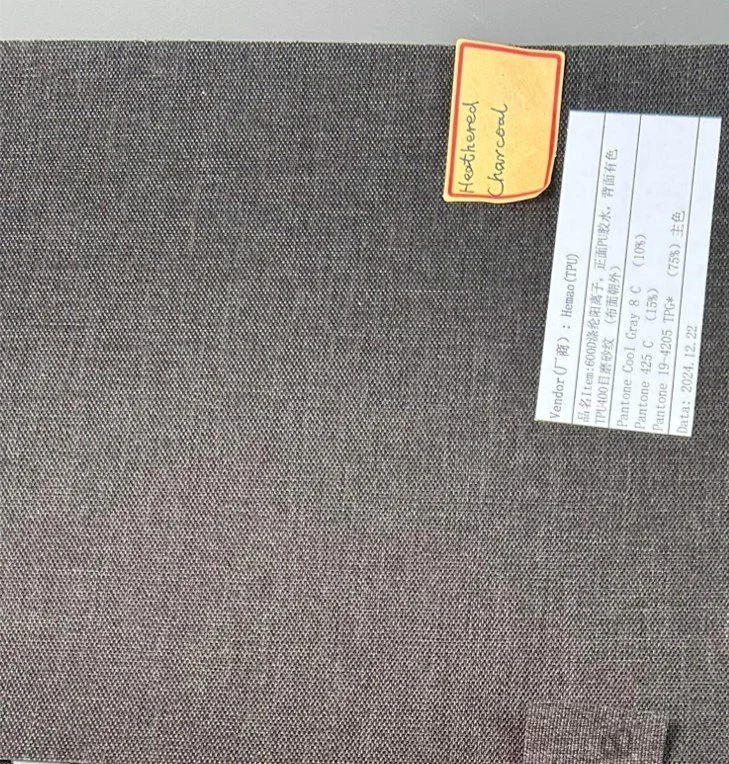 Heathered
Charcoal
Vendor(厂商): Hemao(TPU)
品名Item:600D涤纶阳离子, 正面PU胶水, 背面有色
TPU400目磨砂纹 (布面朝外)
Pantone Cool Gray 8 C (10%)
Pantone 425 C (15%)
Pantone 19-4205 TPG* (75%) 主色
Data: 2024.12.22